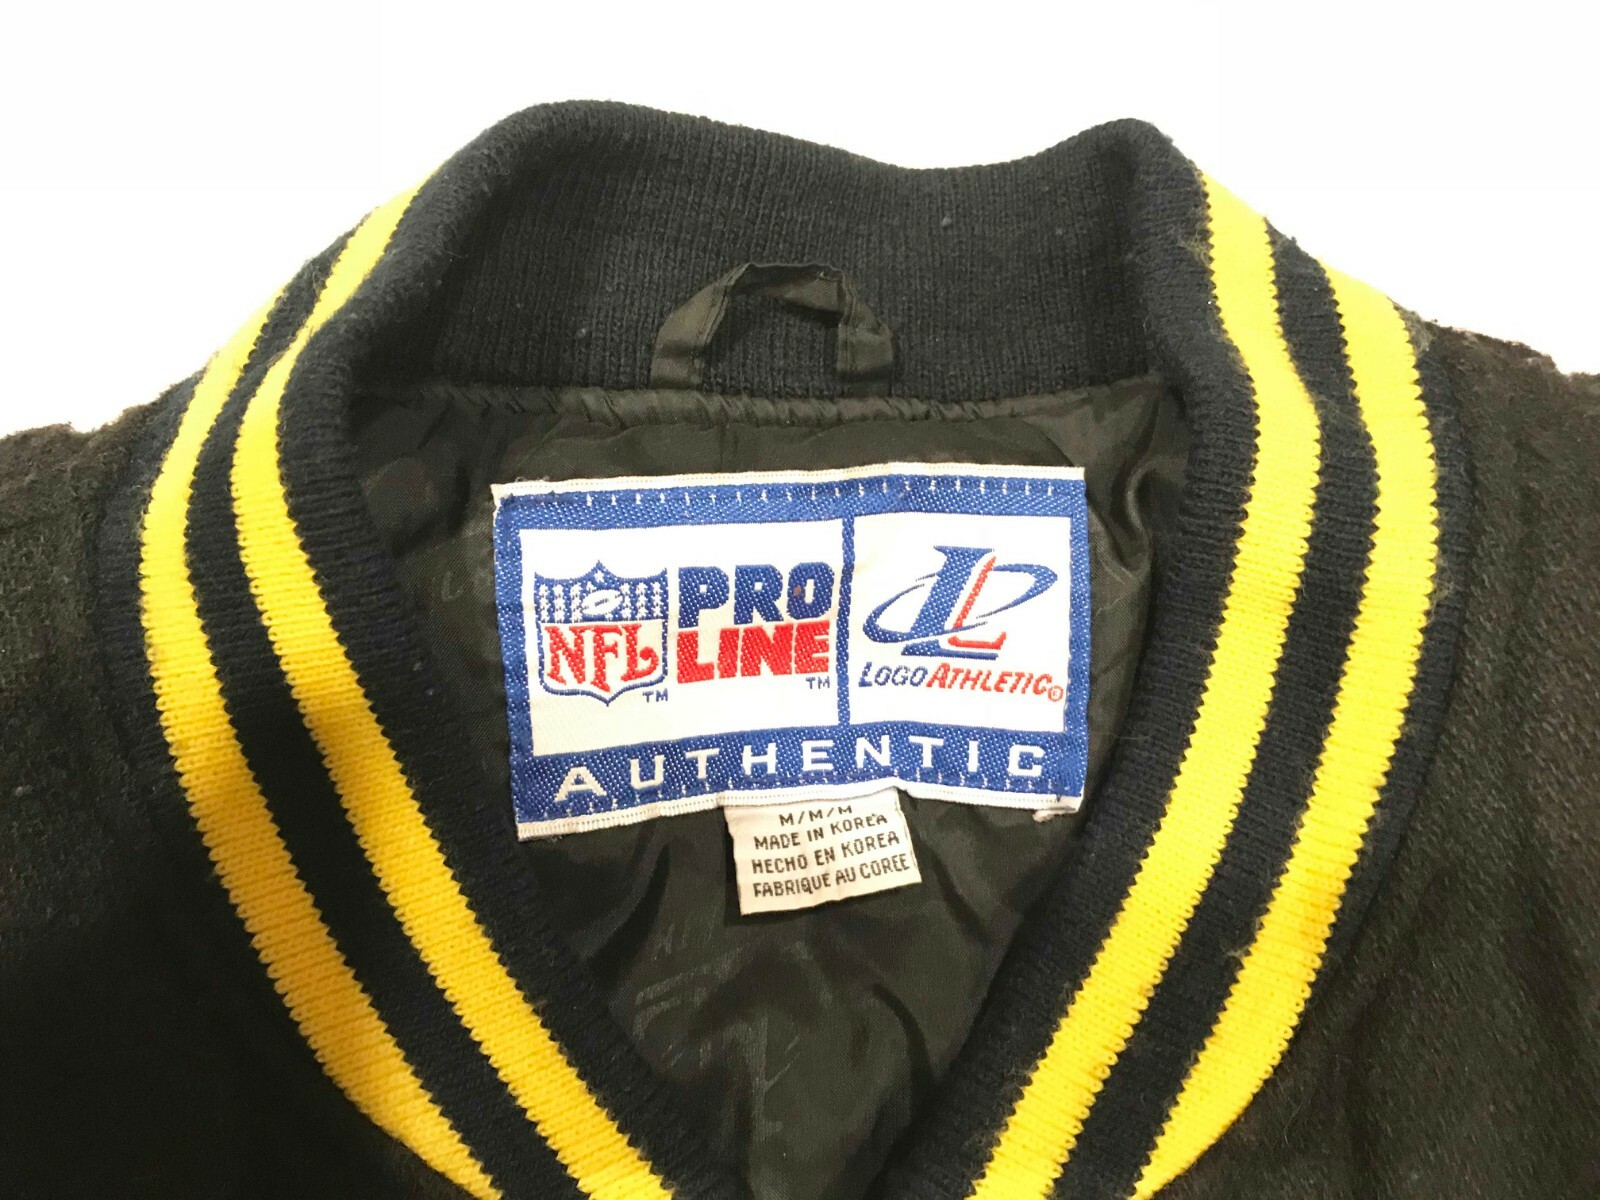 NFL
TM
PRO
LINE
TM
L
LOGO ATHLETIC®
AUTHENTIC
M/M/M
MADE IN KOREA
HECHO EN KOREA
FABRIQUE AU COREE